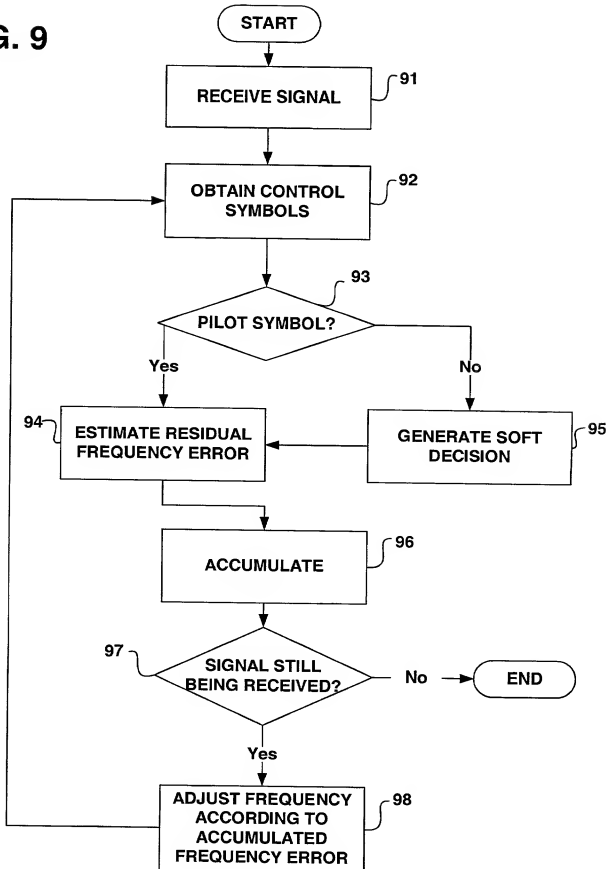 G. 9
START
RECEIVE SIGNAL
91
OBTAIN CONTROL
SYMBOLS
92
93
PILOT SYMBOL?
Yes
No
94
ESTIMATE RESIDUAL
FREQUENCY ERROR
GENERATE SOFT
DECISION
95
ACCUMULATE
96
97
SIGNAL STILL
BEING RECEIVED?
No
END
Yes
ADJUST FREQUENCY
ACCORDING TO
ACCUMULATED
FREQUENCY ERROR
98